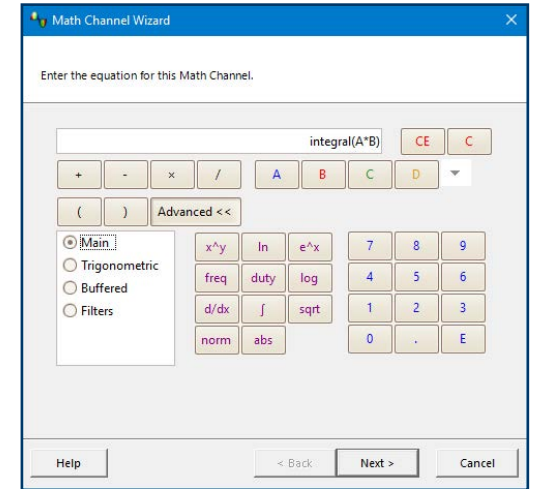 Math Channel Wizard
Enter the equation for this Math Channel.
integral(A*B) CE C
+ - × / A B C D
( ) Advanced <<
Main x^y ln e^x 7 8 9
Trigonometric freq duty log 4 5 6
Buffered d/dx ∫ sqrt 1 2 3
Filters norm abs 0 . E
Help < Back Next > Cancel